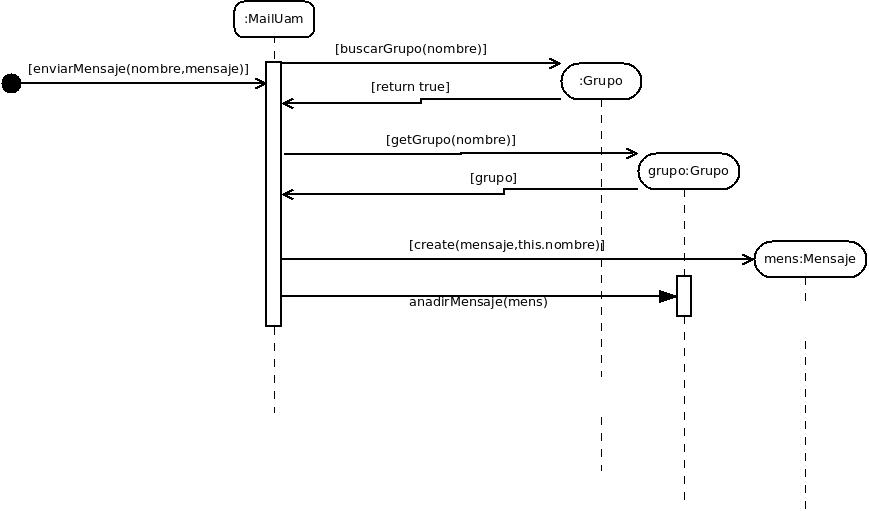 :MailUam
[buscarGrupo(nombre)]
[enviarMensaje(nombre,mensaje)]
:Grupo
[return true]
[getGrupo(nombre)]
grupo:Grupo
[grupo]
[create(mensaje,this.nombre)]
mens:Mensaje
anadirMensaje(mens)